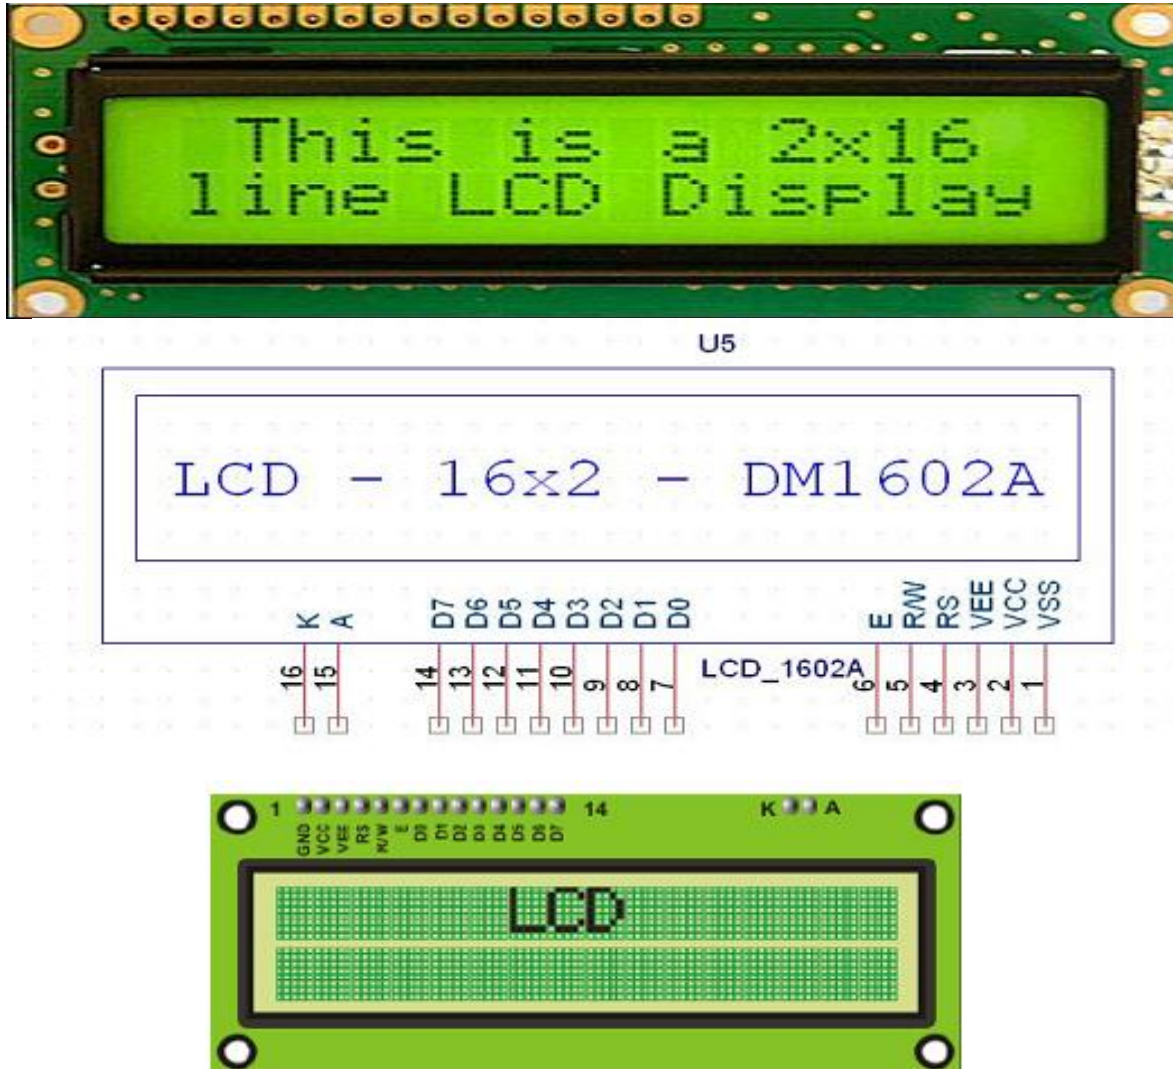 This is a 2x16
line LCD Display
U5
LCD - 16x2 - DM1602A
K A D7 D6 D5 D4 D3 D2 D1 D0 E R/W RS VEE VCC VSS
LCD_1602A
16 15 14 13 12 11 10 9 8 7 6 5 4 3 2 1
1 14 K A
GND VCC VEE RS R/W E D0 D1 D2 D3 D4 D5 D6 D7
LCD